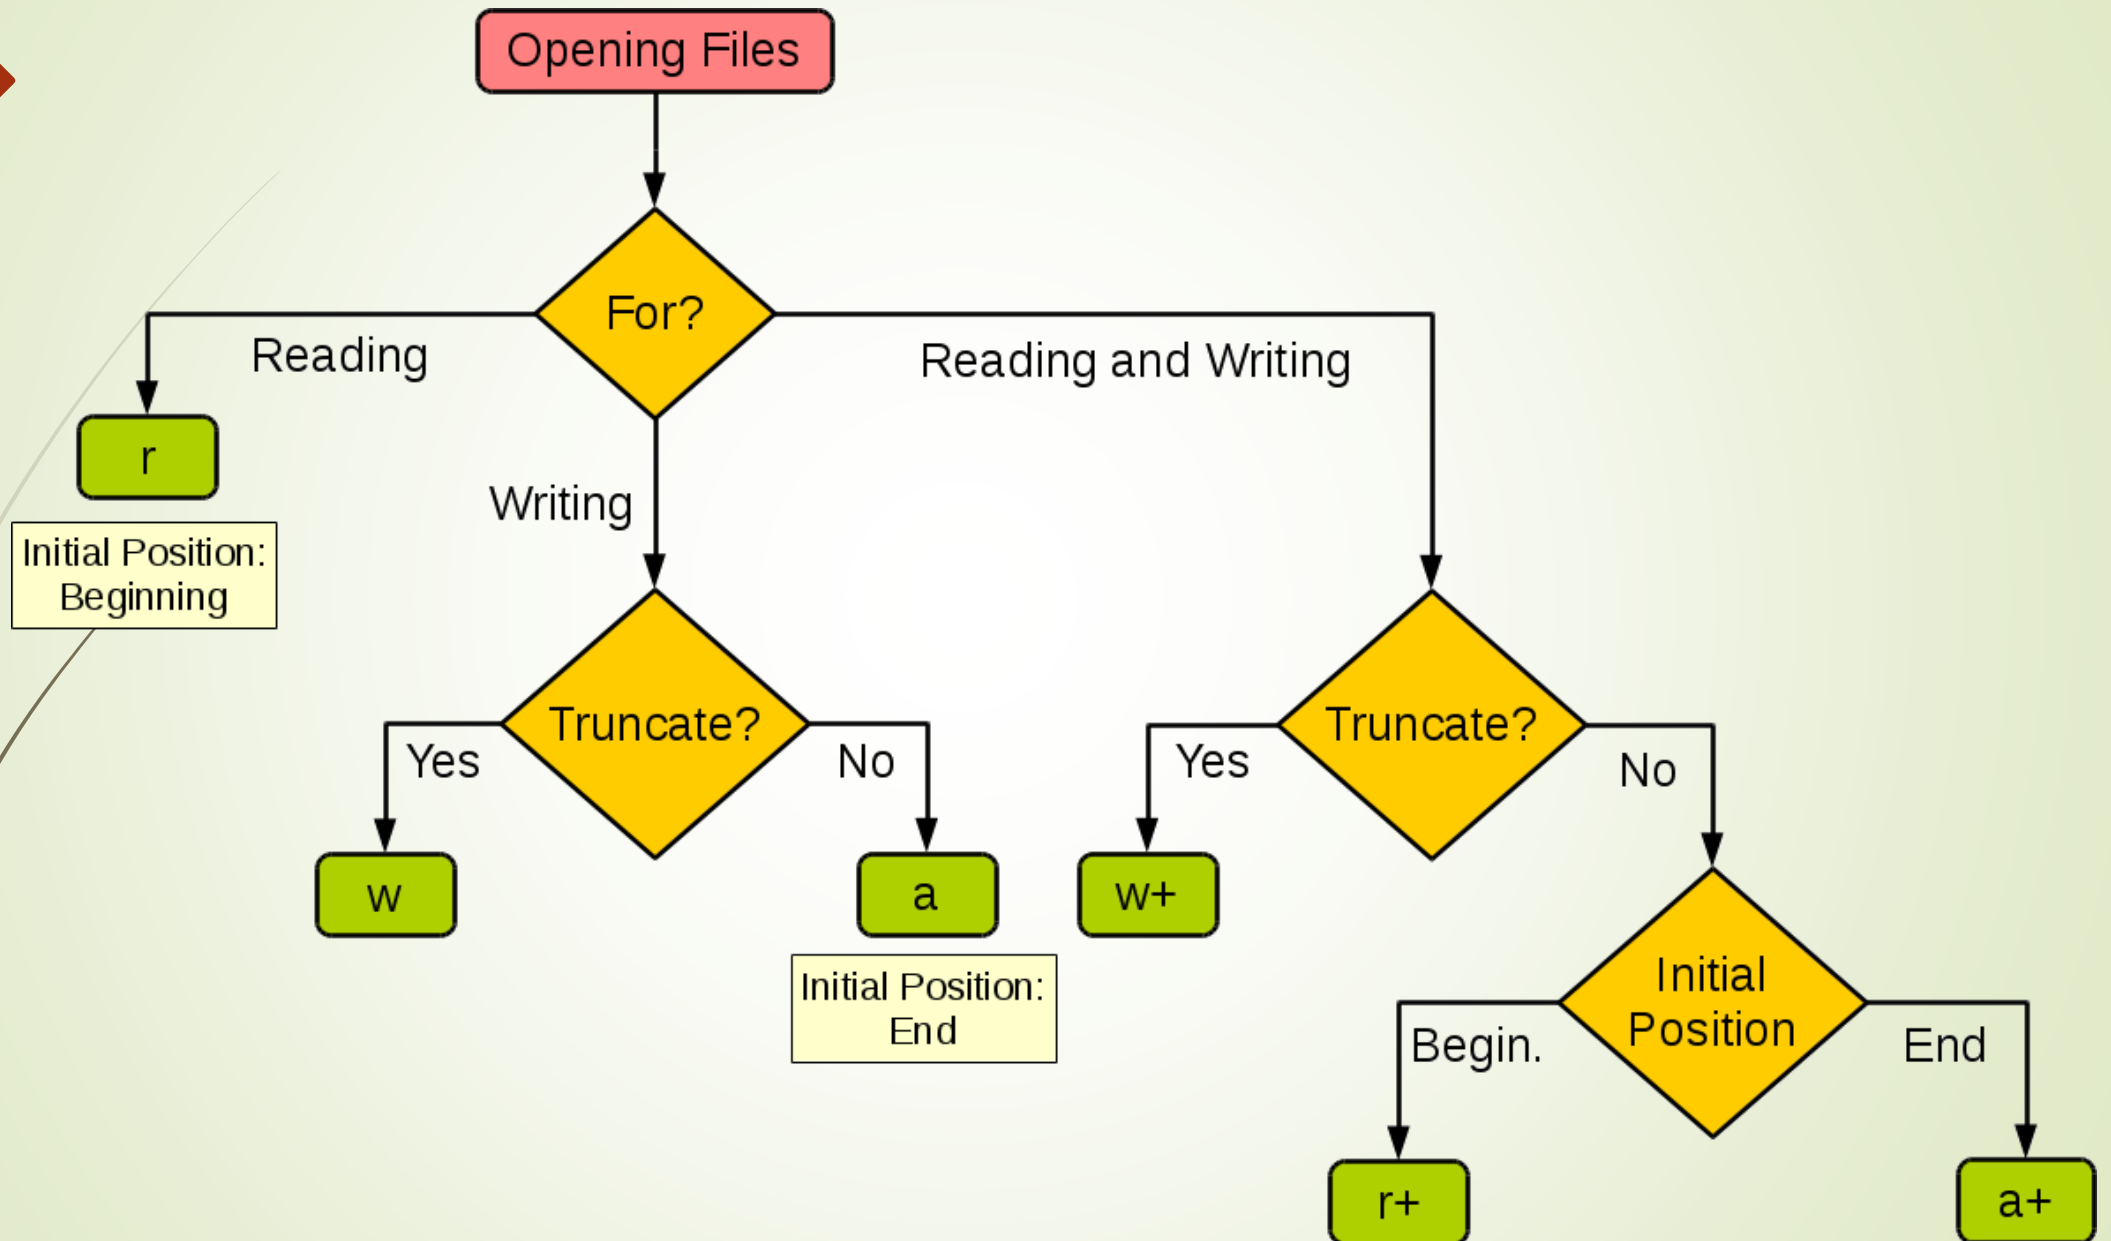 Opening Files
For?
Reading
Reading and Writing
r
Writing
Initial Position:
Beginning
Truncate?
Yes
No
w
a
Initial Position:
End
Truncate?
Yes
No
w+
Initial
Position
Begin.
End
r+
a+